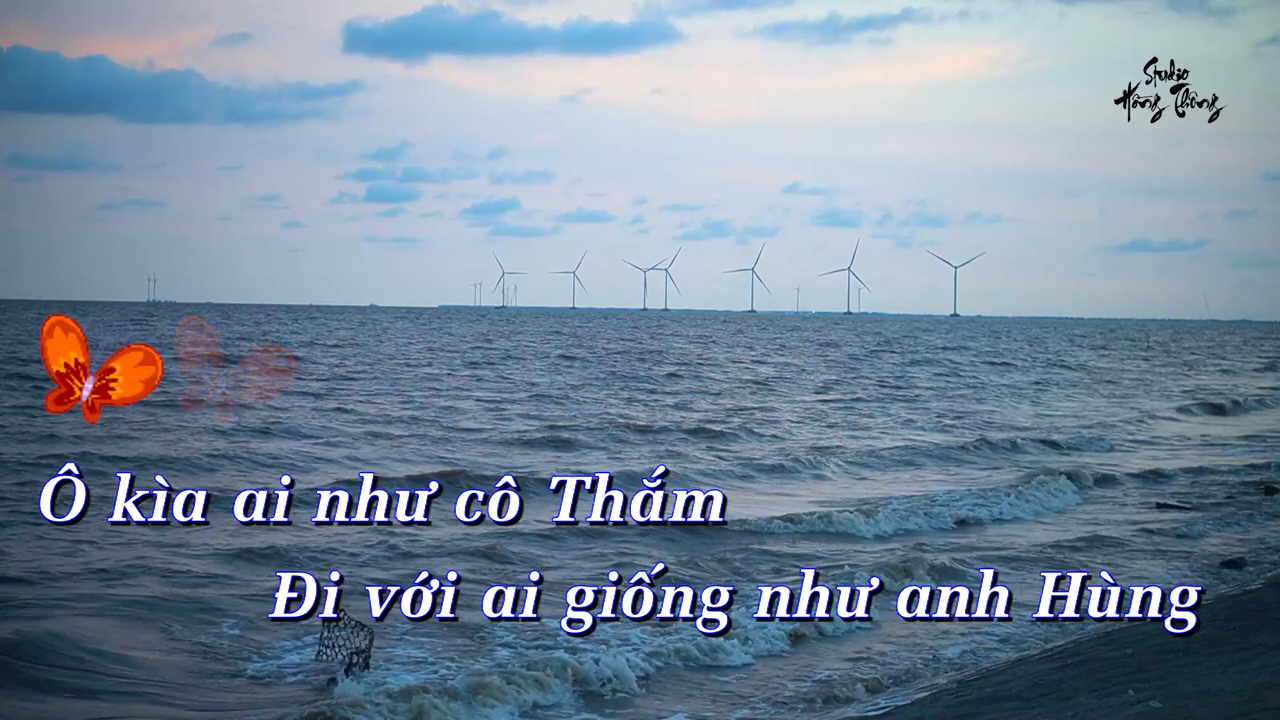 Studio
Hồng Thông
Ô kìa ai như cô Thắm
Đi với ai giống như anh Hùng